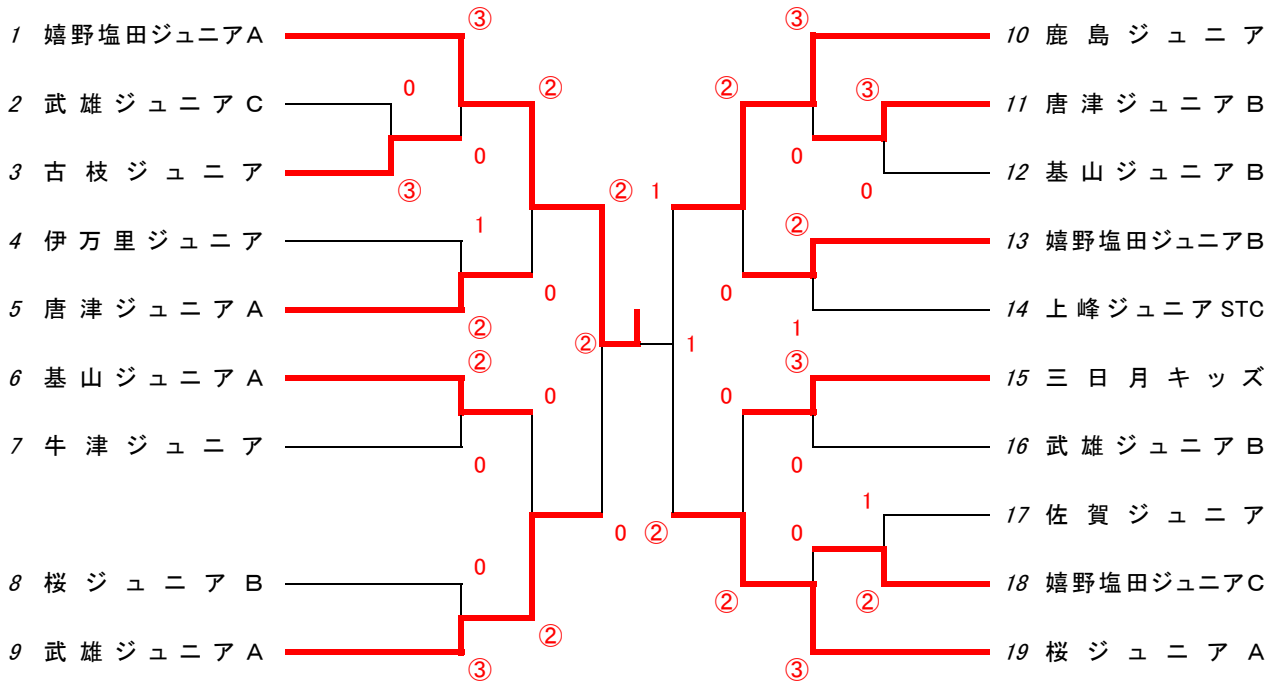 1 嬉野塩田ジュニアA ③ ③ 10 鹿島ジュニア
2 武雄ジュニアC 0 ② ② ③ 11 唐津ジュニアB
3 古枝ジュニア ③ 0 ② 1 0 0 12 基山ジュニアB
4 伊万里ジュニア 1 ② 13 嬉野塩田ジュニアB
5 唐津ジュニアA ② 0 0 1 14 上峰ジュニアSTC
② 1
6 基山ジュニアA ② ③ 15 三日月キッズ
7 牛津ジュニア 0 0 0 0 16 武雄ジュニアB
0 ② 0 1 17 佐賀ジュニア
8 桜ジュニアB 0 ② ② 18 嬉野塩田ジュニアC
9 武雄ジュニアA ③ ② ③ 19 桜ジュニアA